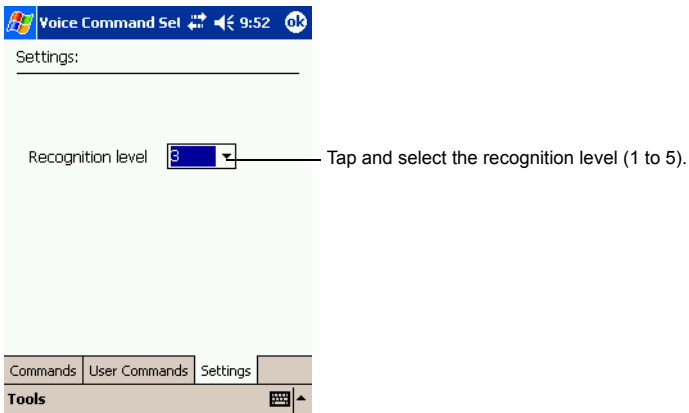 Voice Command Set 9:52 ok
Settings:
Recognition level 3
Tap and select the recognition level (1 to 5).
Commands User Commands Settings
Tools